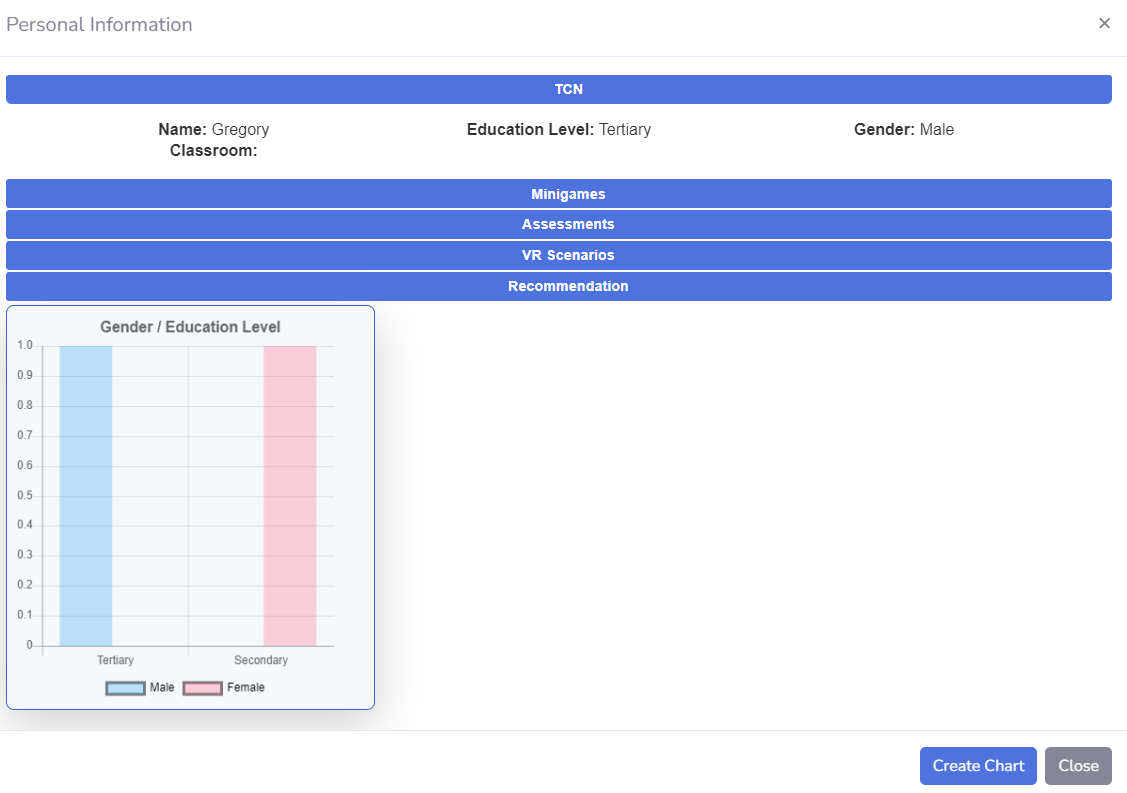 Personal Information ×
TCN
Name: Gregory Education Level: Tertiary Gender: Male
Classroom:
Minigames
Assessments
VR Scenarios
Recommendation
Gender / Education Level
1.0
0.9
0.8
0.7
0.6
0.5
0.4
0.3
0.2
0.1
0
Tertiary Secondary
Male Female
Create Chart Close